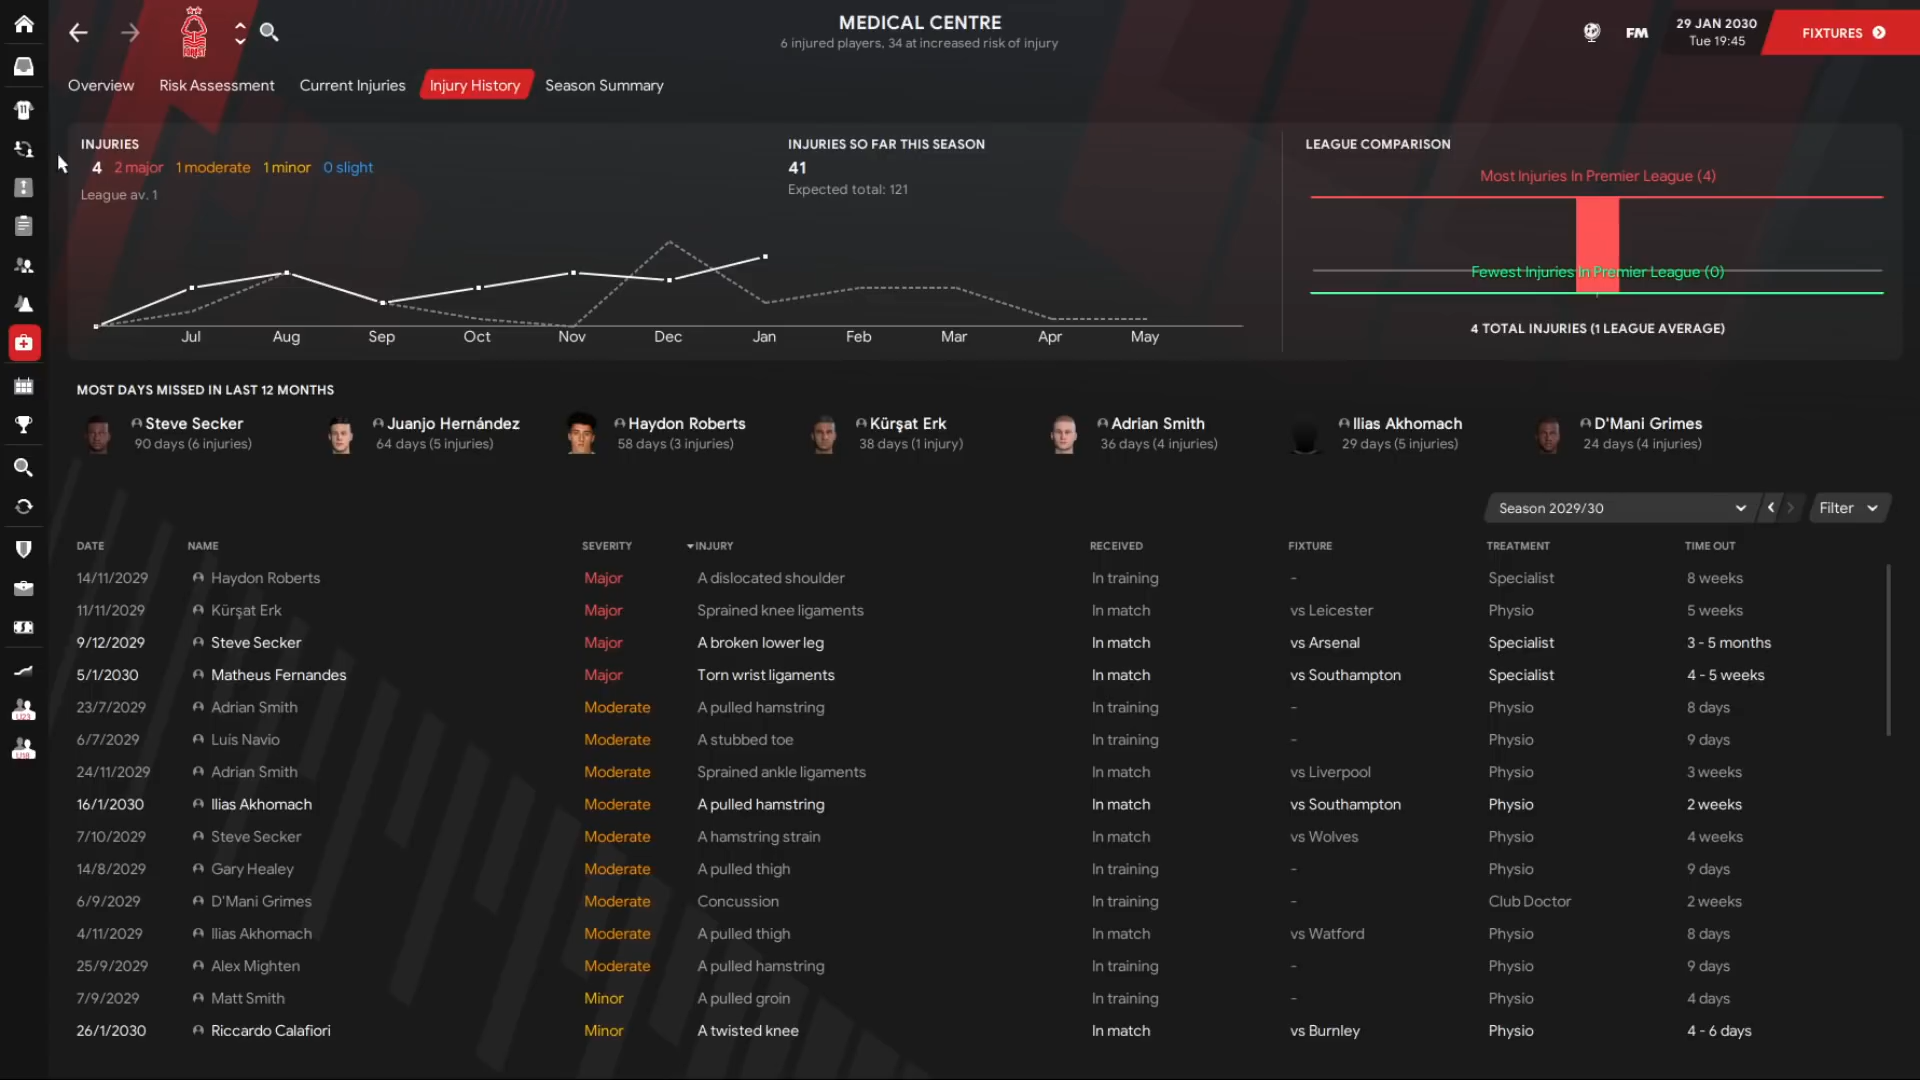 MEDICAL CENTRE
6 injured players, 34 at increased risk of injury
FOREST
FM
29 JAN 2030
Tue 19:45
FIXTURES
Overview Risk Assessment Current Injuries Injury History Season Summary
INJURIES
4 2 major 1 moderate 1 minor 0 slight
League av. 1
INJURIES SO FAR THIS SEASON
41
Expected total: 121
Jul Aug Sep Oct Nov Dec Jan Feb Mar Apr May
LEAGUE COMPARISON
Most Injuries In Premier League (4)
Fewest Injuries In Premier League (0)
4 TOTAL INJURIES (1 LEAGUE AVERAGE)
MOST DAYS MISSED IN LAST 12 MONTHS
Steve Secker
90 days (6 injuries)
Juanjo Hernández
64 days (5 injuries)
Haydon Roberts
58 days (3 injuries)
Kürşat Erk
38 days (1 injury)
Adrian Smith
36 days (4 injuries)
Ilias Akhomach
29 days (5 injuries)
D'Mani Grimes
24 days (4 injuries)
Season 2029/30 Filter
DATE NAME SEVERITY INJURY RECEIVED FIXTURE TREATMENT TIME OUT
14/11/2029 Haydon Roberts Major A dislocated shoulder In training - Specialist 8 weeks
11/11/2029 Kürşat Erk Major Sprained knee ligaments In match vs Leicester Physio 5 weeks
9/12/2029 Steve Secker Major A broken lower leg In match vs Arsenal Specialist 3 - 5 months
5/1/2030 Matheus Fernandes Major Torn wrist ligaments In match vs Southampton Specialist 4 - 5 weeks
23/7/2029 Adrian Smith Moderate A pulled hamstring In training - Physio 8 days
6/7/2029 Luís Navio Moderate A stubbed toe In training - Physio 9 days
24/11/2029 Adrian Smith Moderate Sprained ankle ligaments In match vs Liverpool Physio 3 weeks
16/1/2030 Ilias Akhomach Moderate A pulled hamstring In match vs Southampton Physio 2 weeks
7/10/2029 Steve Secker Moderate A hamstring strain In match vs Wolves Physio 4 weeks
14/8/2029 Gary Healey Moderate A pulled thigh In training - Physio 9 days
6/9/2029 D'Mani Grimes Moderate Concussion In training - Club Doctor 2 weeks
4/11/2029 Ilias Akhomach Moderate A pulled thigh In match vs Watford Physio 8 days
25/9/2029 Alex Mighten Moderate A pulled hamstring In training - Physio 9 days
7/9/2029 Matt Smith Minor A pulled groin In training - Physio 4 days
26/1/2030 Riccardo Calafiori Minor A twisted knee In match vs Burnley Physio 4 - 6 days
11
U23
U18